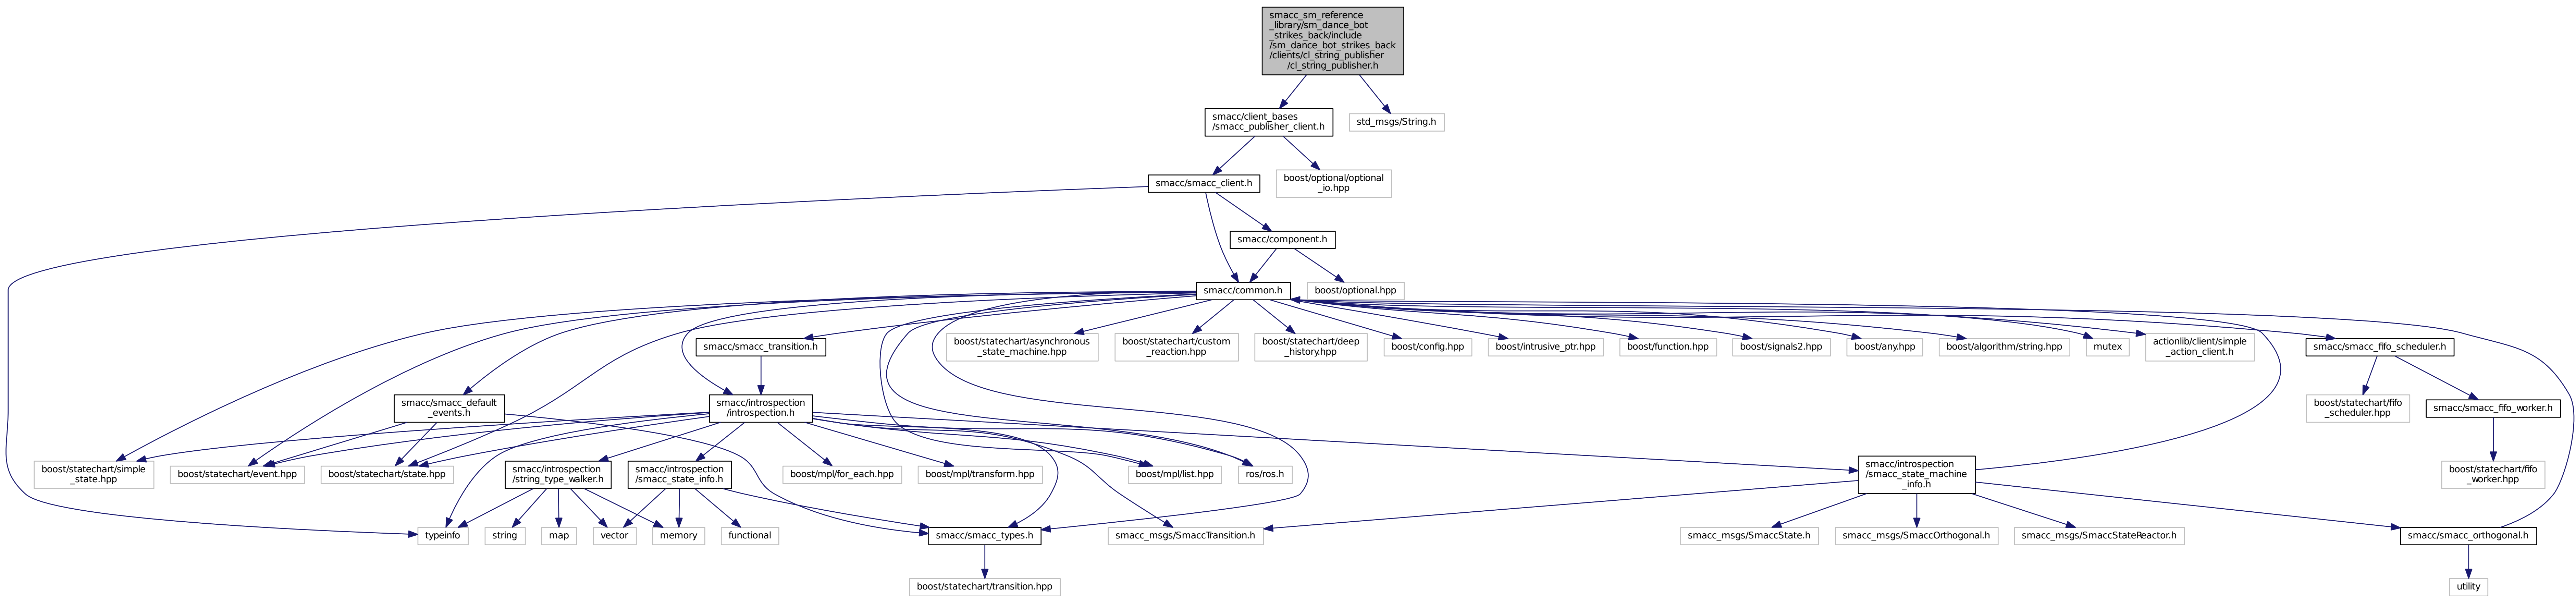 smacc_sm_reference
_library/sm_dance_bot
_strikes_back/include
/sm_dance_bot_strikes_back
/clients/cl_string_publisher
/cl_string_publisher.h
smacc/client_bases
/smacc_publisher_client.h
std_msgs/String.h
smacc/smacc_client.h
boost/optional/optional
_io.hpp
smacc/component.h
smacc/common.h
boost/optional.hpp
smacc/smacc_transition.h
boost/statechart/asynchronous
_state_machine.hpp
boost/statechart/custom
_reaction.hpp
boost/statechart/deep
_history.hpp
boost/config.hpp
boost/intrusive_ptr.hpp
boost/function.hpp
boost/signals2.hpp
boost/any.hpp
boost/algorithm/string.hpp
mutex
actionlib/client/simple
_action_client.h
smacc/smacc_fifo_scheduler.h
smacc/smacc_default
_events.h
smacc/introspection
/introspection.h
boost/statechart/fifo
_scheduler.hpp
smacc/smacc_fifo_worker.h
boost/statechart/simple
_state.hpp
boost/statechart/event.hpp
boost/statechart/state.hpp
smacc/introspection
/string_type_walker.h
smacc/introspection
/smacc_state_info.h
boost/mpl/for_each.hpp
boost/mpl/transform.hpp
boost/mpl/list.hpp
ros/ros.h
smacc/introspection
/smacc_state_machine
_info.h
boost/statechart/fifo
_worker.hpp
typeinfo
string
map
vector
memory
functional
smacc/smacc_types.h
smacc_msgs/SmaccTransition.h
smacc_msgs/SmaccState.h
smacc_msgs/SmaccOrthogonal.h
smacc_msgs/SmaccStateReactor.h
smacc/smacc_orthogonal.h
boost/statechart/transition.hpp
utility